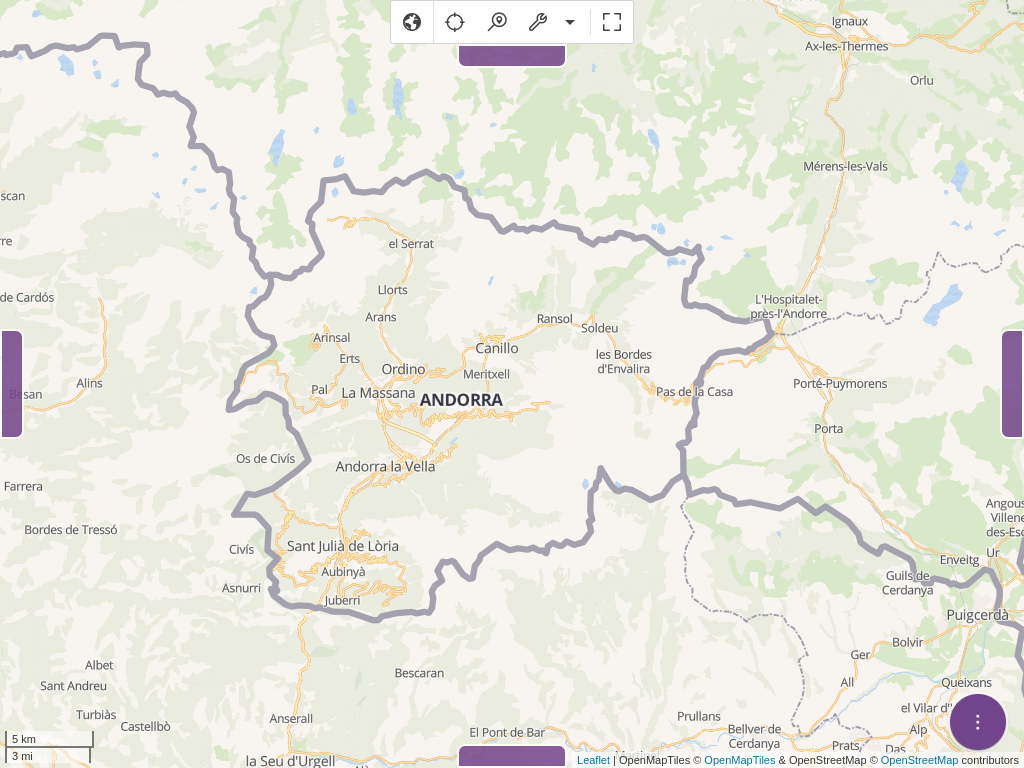 Ignaux
Ax-les-Thermes
Orlu
Mérens-les-Vals
scan
rre
el Serrat
de Cardós
Llorts
L'Hospitalet-
près-l'Andorre
Arans
Ransol
Soldeu
Arinsal
Canillo
Erts
les Bordes
d'Envalira
Ordino
Meritxell
Alins
Besan
Pal
La Massana
Pas de la Casa
Porté-Puymorens
ANDORRA
Porta
Os de Civís
Andorra la Vella
Farrera
Angous
Villene
des-Esc
Bordes de Tressó
Civís
Sant Julià de Lòria
Ur
Enveitg
Aubinyà
Guils de
Cerdanya
Asnurri
Juberri
Puigcerdà
Bolvir
Ger
Albet
Bescaran
All
Queixans
Sant Andreu
el Vilar d'
Turbiàs
Castellbò
Anserall
Prullans
El Pont de Bar
Bellver de
Cerdanya
Alp
Prats
Das
Martinet
la Seu d'Urgell
5 km
3 mi
Leaflet | OpenMapTiles © OpenMapTiles & OpenStreetMap © OpenStreetMap contributors